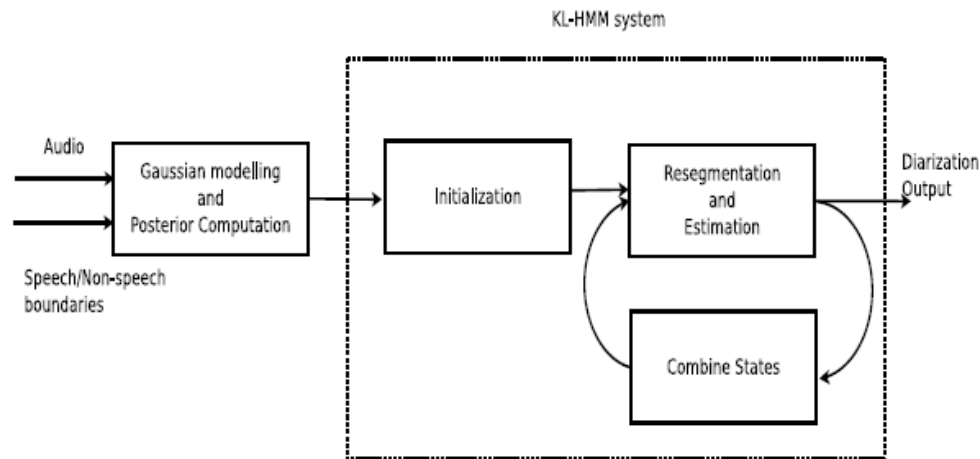 KL-HMM system
Audio
Gaussian modelling
and
Posterior Computation
Speech/Non-speech
boundaries
Initialization
Resegmentation
and
Estimation
Combine States
Diarization
Output